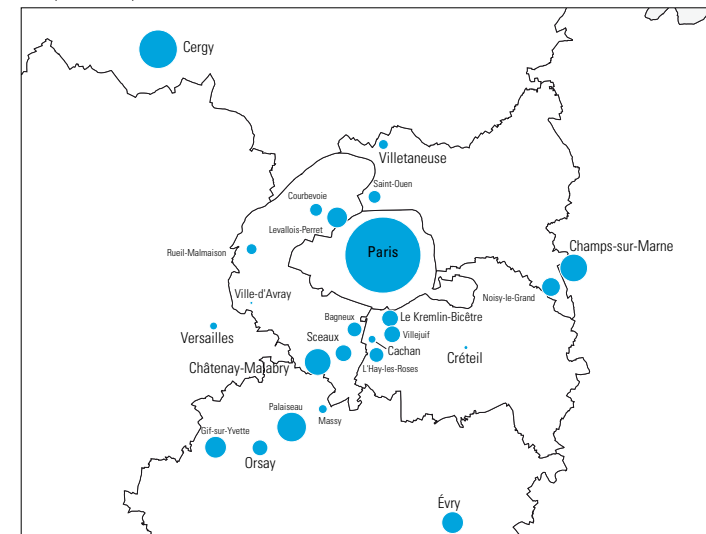 Cergy
Villetaneuse
Saint-Ouen
Courbevoie
Levallois-Perret
Rueil-Malmaison
Paris
Champs-sur-Marne
Noisy-le-Grand
Ville-d'Avray
Bagneux
Le Kremlin-Bicêtre
Versailles
Sceaux
Villejuif
Cachan
Créteil
Châtenay-Malabry
L'Hay-les-Roses
Palaiseau
Massy
Gif-sur-Yvette
Orsay
Évry